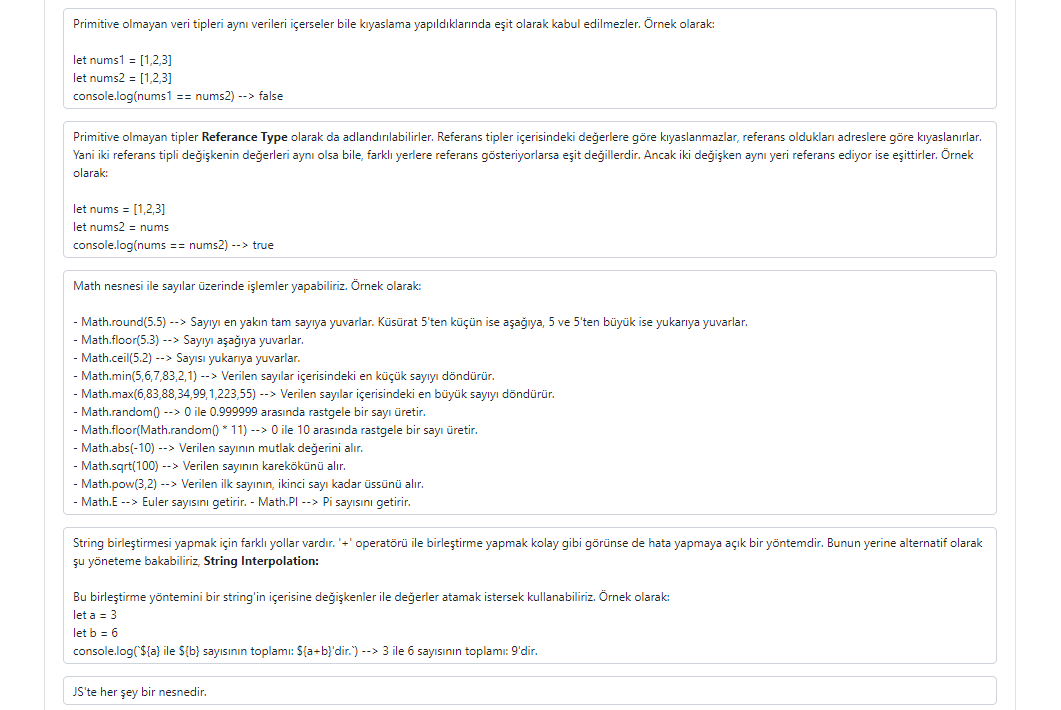 Primitive olmayan veri tipleri aynı verileri içerseler bile kıyaslama yapıldıklarında eşit olarak kabul edilmezler. Örnek olarak:
let nums1 = [1,2,3]
let nums2 = [1,2,3]
console.log(nums1 == nums2) --> false
Primitive olmayan tipler Referance Type olarak da adlandırılabilirler. Referans tipler içerisindeki değerlere göre kıyaslanmazlar, referans oldukları adreslere göre kıyaslanırlar.
Yani iki referans tipli değişkenin değerleri aynı olsa bile, farklı yerlere referans gösteriyorlarsa eşit değillerdir. Ancak iki değişken aynı yeri referans ediyor ise eşittirler. Örnek
olarak:
let nums = [1,2,3]
let nums2 = nums
console.log(nums == nums2) --> true
Math nesnesi ile sayılar üzerinde işlemler yapabiliriz. Örnek olarak:
- Math.round(5.5) --> Sayıyı en yakın tam sayıya yuvarlar. Küsürat 5'ten küçün ise aşağıya, 5 ve 5'ten büyük ise yukarıya yuvarlar.
- Math.floor(5.3) --> Sayıyı aşağıya yuvarlar.
- Math.ceil(5.2) --> Sayısı yukarıya yuvarlar.
- Math.min(5,6,7,83,2,1) --> Verilen sayılar içerisindeki en küçük sayıyı döndürür.
- Math.max(6,83,88,34,99,1,223,55) --> Verilen sayılar içerisindeki en büyük sayıyı döndürür.
- Math.random() --> 0 ile 0.999999 arasında rastgele bir sayı üretir.
- Math.floor(Math.random() * 11) --> 0 ile 10 arasında rastgele bir sayı üretir.
- Math.abs(-10) --> Verilen sayının mutlak değerini alır.
- Math.sqrt(100) --> Verilen sayının karekökünü alır.
- Math.pow(3,2) --> Verilen ilk sayının, ikinci sayı kadar üssünü alır.
- Math.E --> Euler sayısını getirir. - Math.PI --> Pi sayısını getirir.
String birleştirmesi yapmak için farklı yollar vardır. '+' operatörü ile birleştirme yapmak kolay gibi görünse de hata yapmaya açık bir yöntemdir. Bunun yerine alternatif olarak
şu yöneteme bakabiliriz, String Interpolation:
Bu birleştirme yöntemini bir string'in içerisine değişkenler ile değerler atamak istersek kullanabiliriz. Örnek olarak:
let a = 3
let b = 6
console.log(`${a} ile ${b} sayısının toplamı: ${a+b}'dir.`) --> 3 ile 6 sayısının toplamı: 9'dir.
JS'te her şey bir nesnedir.